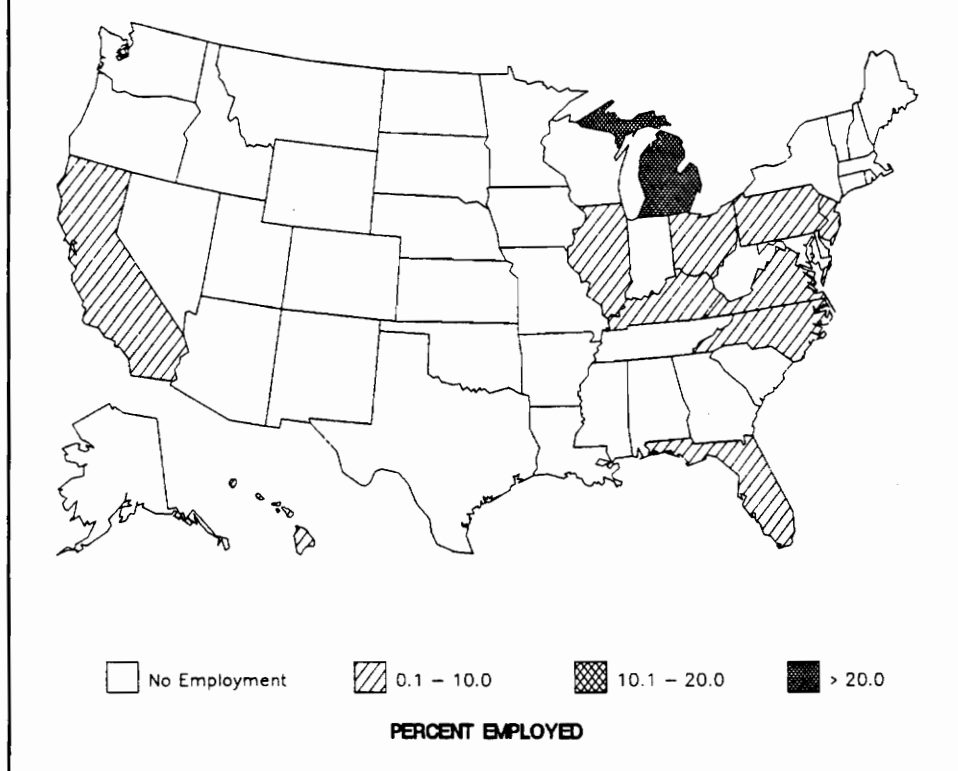 No Employment 0.1 – 10.0 10.1 – 20.0 > 20.0
PERCENT EMPLOYED